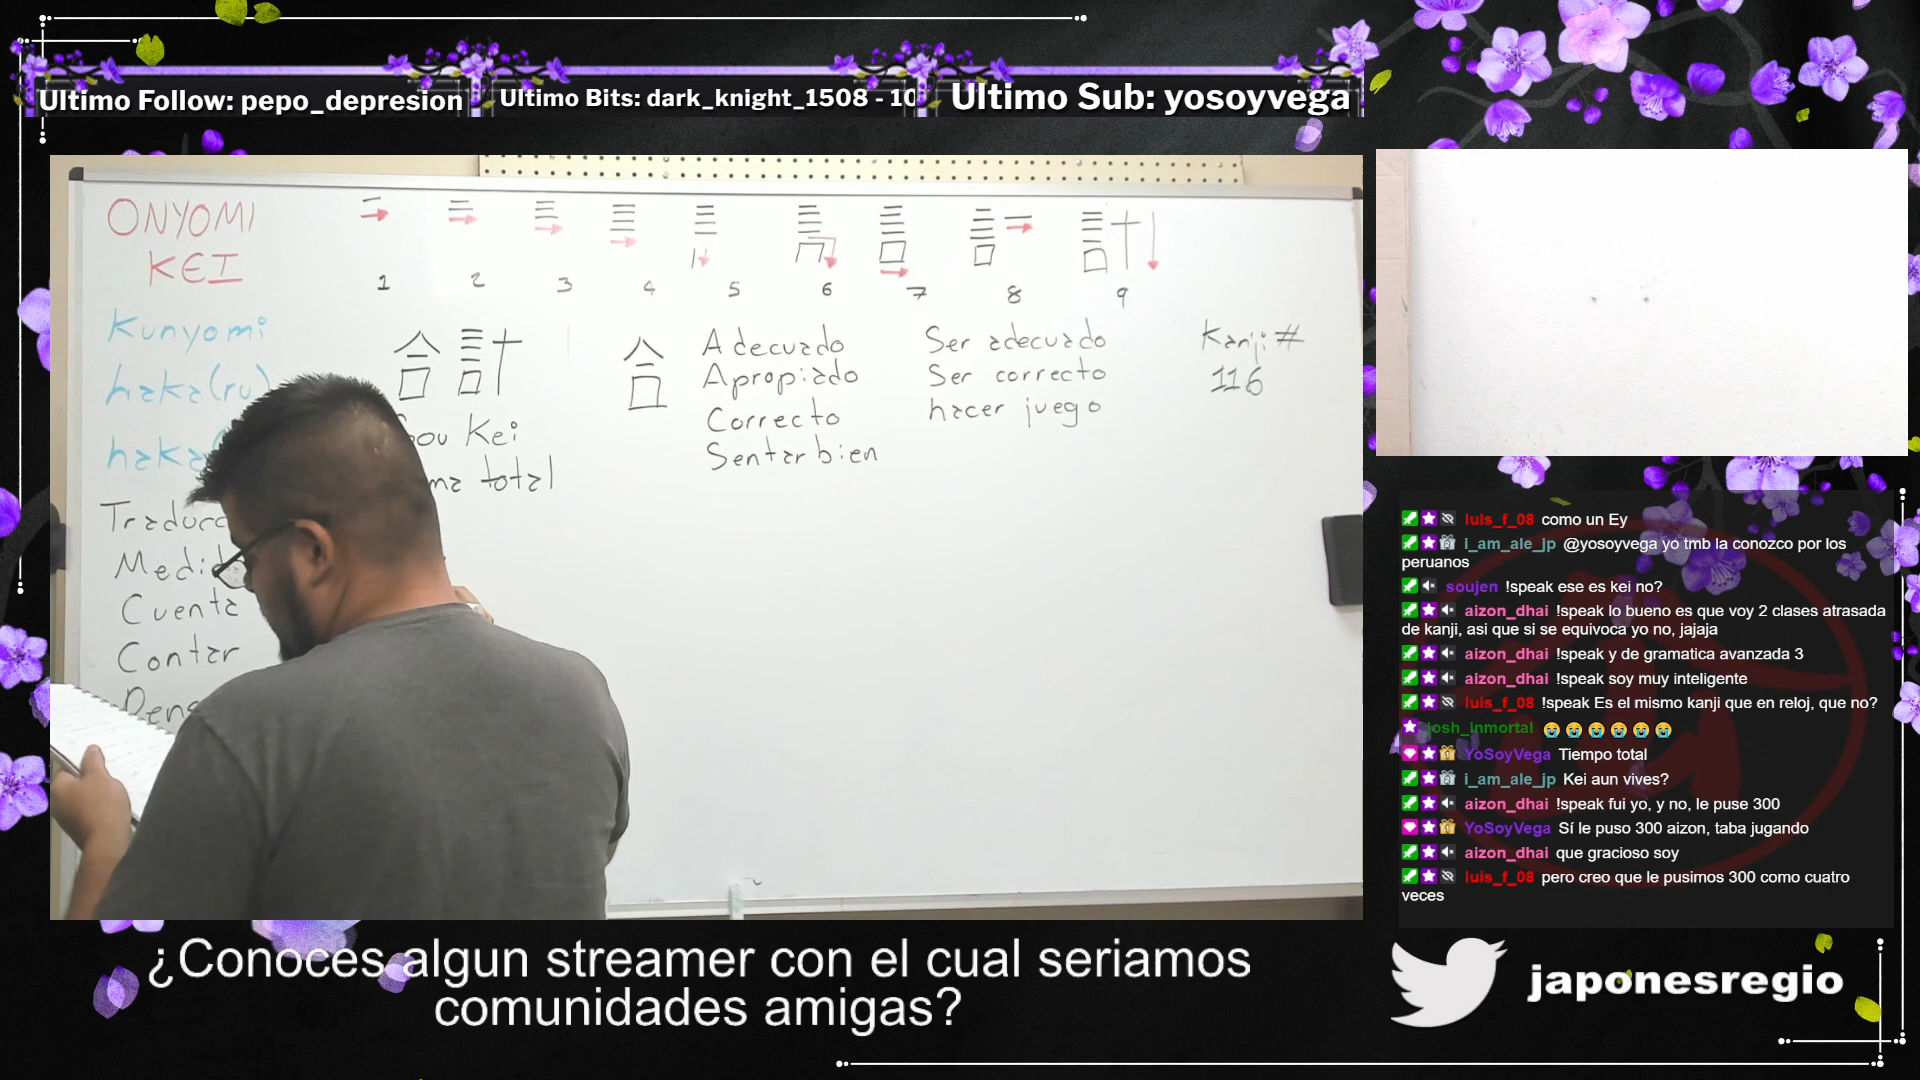 Ultimo Follow: pepo_depresion
Ultimo Bits: dark_knight_1508 - 10
Ultimo Sub: yosoyvega
ONYOMI
KEI
1 2 3 4 5 6 7 8 9
Kunyomi
haka(ru)
合計
Kei
total
合
Adecuado
Apropiado
Correcto
Sentar bien
Ser adecuado
Ser correcto
hacer juego
Kanji #
116
Cuenta
Contar
luis_f_08 como un Ey
i_am_ale_jp @yosoyvega yo tmb la conozco por los
peruanos
soujen !speak ese es kei no?
aizon_dhai !speak lo bueno es que voy 2 clases atrasada
de kanji, asi que si se equivoca yo no, jajaja
aizon_dhai !speak y de gramatica avanzada 3
aizon_dhai !speak soy muy inteligente
luis_f_08 !speak Es el mismo kanji que en reloj, que no?
josh_inmortal 😭😭😭😭😭😭
YoSoyVega Tiempo total
i_am_ale_jp Kei aun vives?
aizon_dhai !speak fui yo, y no, le puse 300
YoSoyVega Sí le puso 300 aizon, taba jugando
aizon_dhai que gracioso soy
luis_f_08 pero creo que le pusimos 300 como cuatro
veces
¿Conoces algun streamer con el cual seriamos
comunidades amigas?
japonesregio